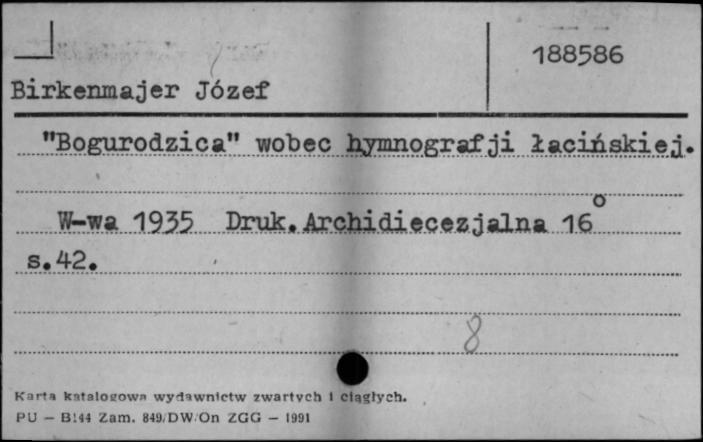 188586
Birkenmajer Józef
"Bogurodzica" wobec hymnografji łacińskiej.
W-wa 1935 Druk. Archidiecezjalna 16°
s.42.
8
Karta katalogowa wydawnictw zwartych i ciągłych.
PU – B144 Zam. 849/DW/On ZGG – 1991